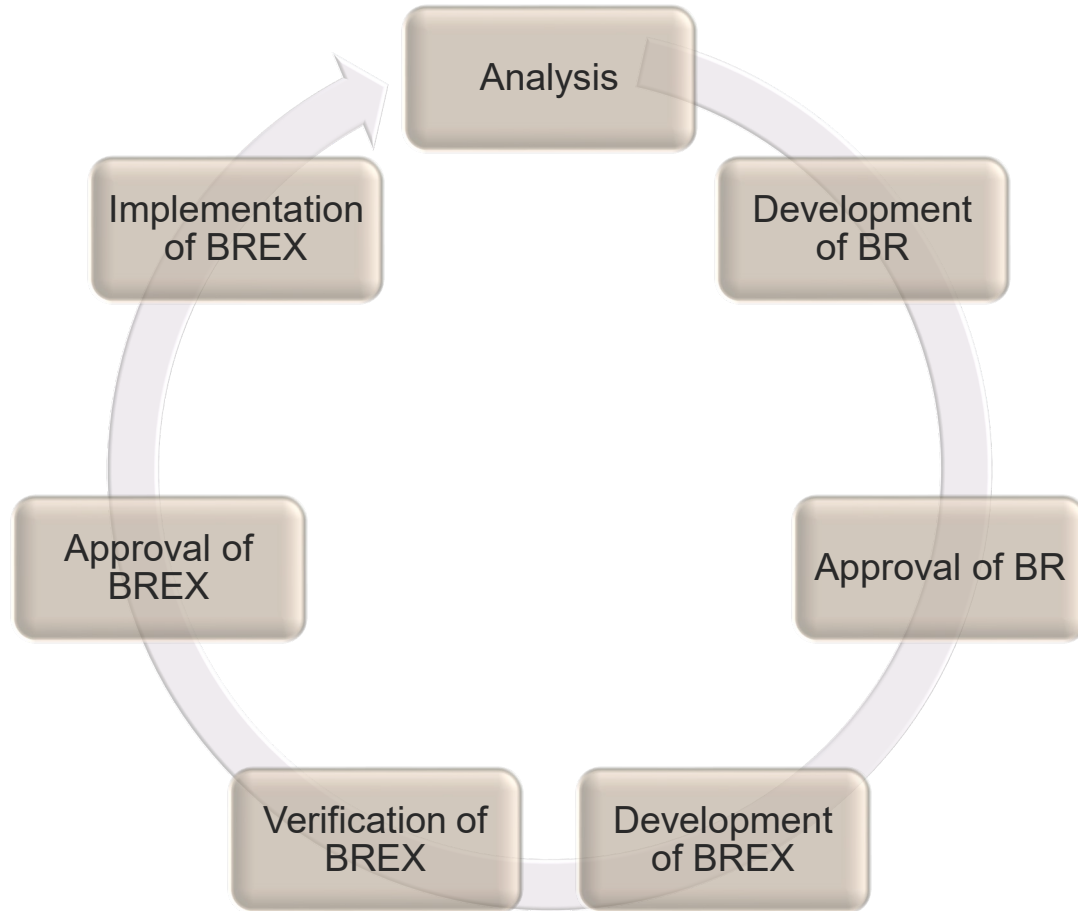 Analysis
Development
of BR
Approval of BR
Development
of BREX
Verification of
BREX
Approval of
BREX
Implementation
of BREX